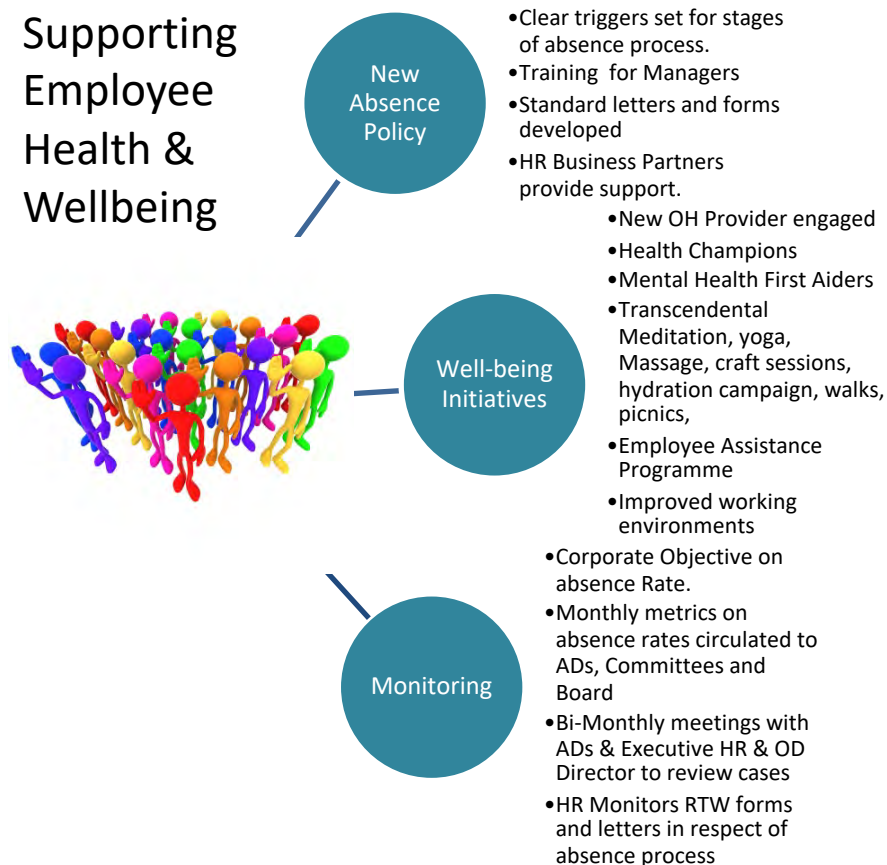 Supporting
Employee
Health &
Wellbeing
New
Absence
Policy
•Clear triggers set for stages
of absence process.
•Training  for Managers
•Standard letters and forms
developed
•HR Business Partners
provide support.
Well-being
Initiatives
•New OH Provider engaged
•Health Champions
•Mental Health First Aiders
•Transcendental
Meditation, yoga,
Massage, craft sessions,
hydration campaign, walks,
picnics,
•Employee Assistance
Programme
•Improved working
environments
Monitoring
•Corporate Objective on
absence Rate.
•Monthly metrics on
absence rates circulated to
ADs, Committees and
Board
•Bi-Monthly meetings with
ADs & Executive HR & OD
Director to review cases
•HR Monitors RTW forms
and letters in respect of
absence process